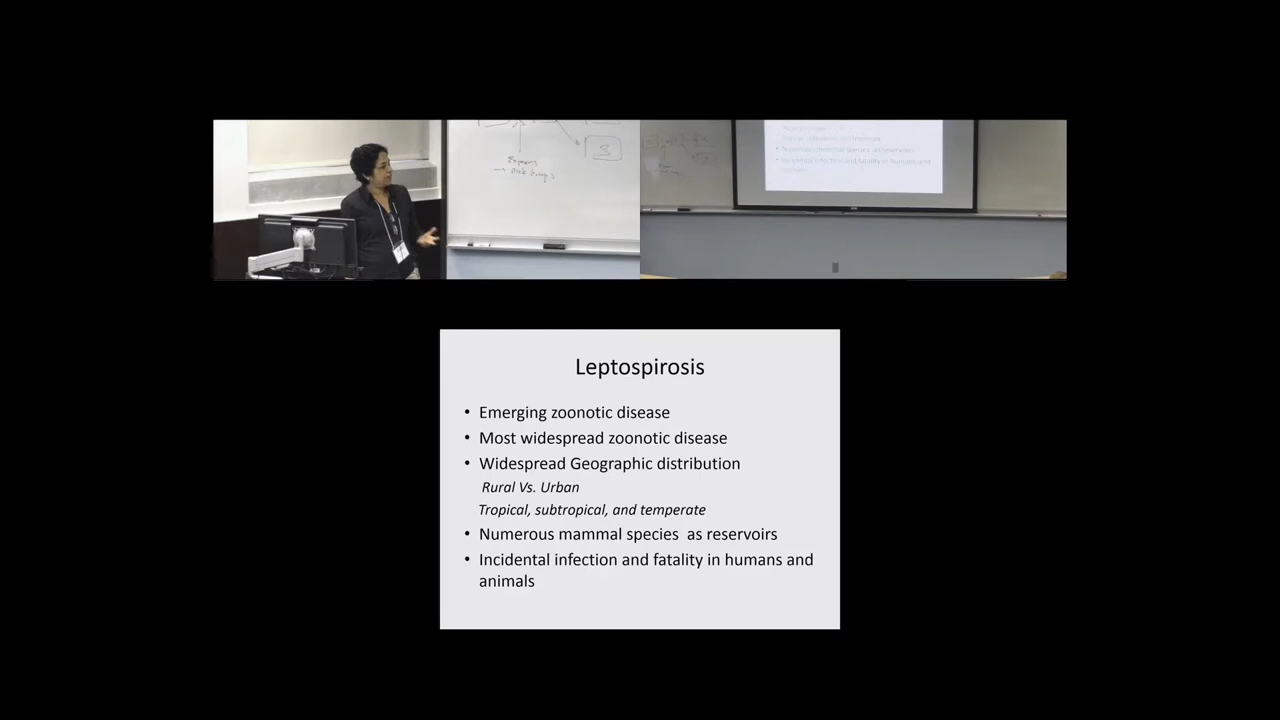 3
Leptospirosis
• Emerging zoonotic disease
• Most widespread zoonotic disease
• Widespread Geographic distribution
Rural Vs. Urban
Tropical, subtropical, and temperate
• Numerous mammal species as reservoirs
• Incidental infection and fatality in humans and
animals